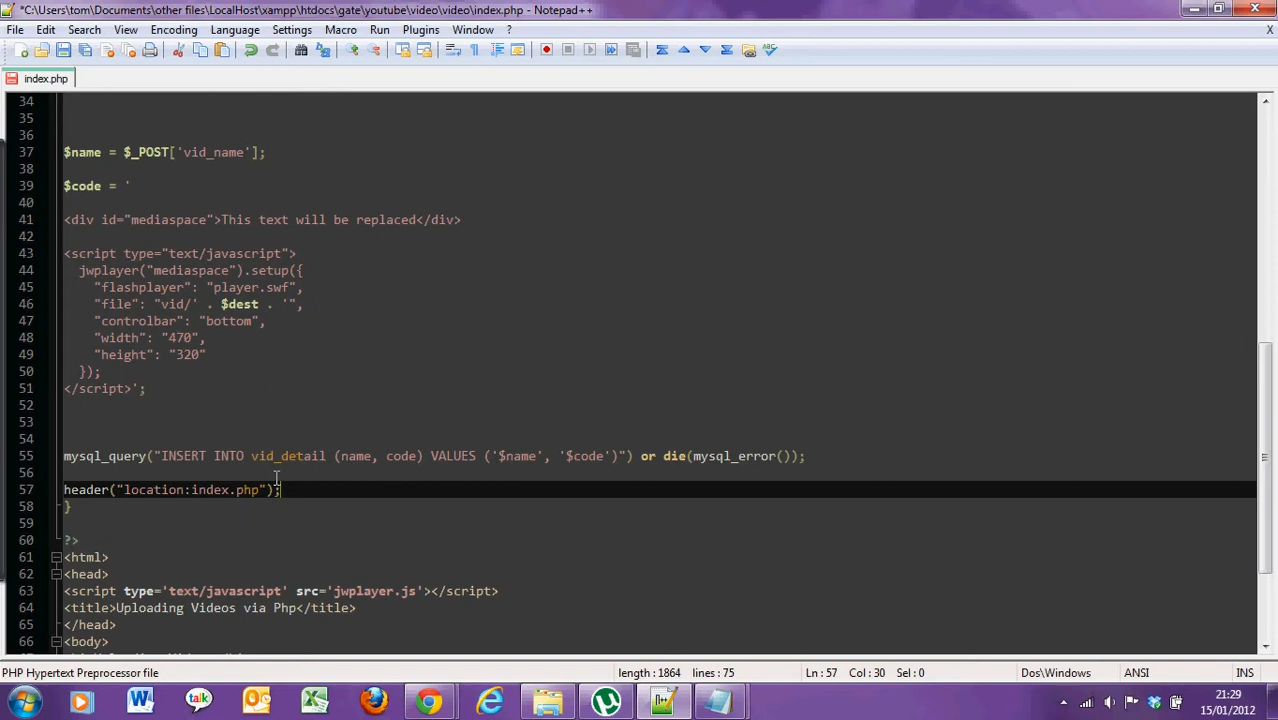 *C:\Users\tom\Documents\other files\LocalHost\xampp\htdocs\gate\youtube\video\video\index.php - Notepad++
File Edit Search View Encoding Language Settings Macro Run Plugins Window ? X
index.php
34
35
36
37 $name = $_POST['vid_name'];
38
39 $code = '
40
41 <div id="mediaspace">This text will be replaced</div>
42
43 <script type="text/javascript">
44 jwplayer("mediaspace").setup({
45 "flashplayer": "player.swf",
46 "file": "vid/' . $dest . '",
47 "controlbar": "bottom",
48 "width": "470",
49 "height": "320"
50 });
51 </script>';
52
53
54
55 mysql_query("INSERT INTO vid_detail (name, code) VALUES ('$name', '$code')") or die(mysql_error());
56
57 header("location:index.php");
58 }
59
60 ?>
61 <html>
62 <head>
63 <script type='text/javascript' src='jwplayer.js'></script>
64 <title>Uploading Videos via Php</title>
65 </head>
66 <body>
PHP Hypertext Preprocessor file length : 1864 lines : 75 Ln : 57 Col : 30 Sel : 0 Dos\Windows ANSI INS
talk
21:29
15/01/2012